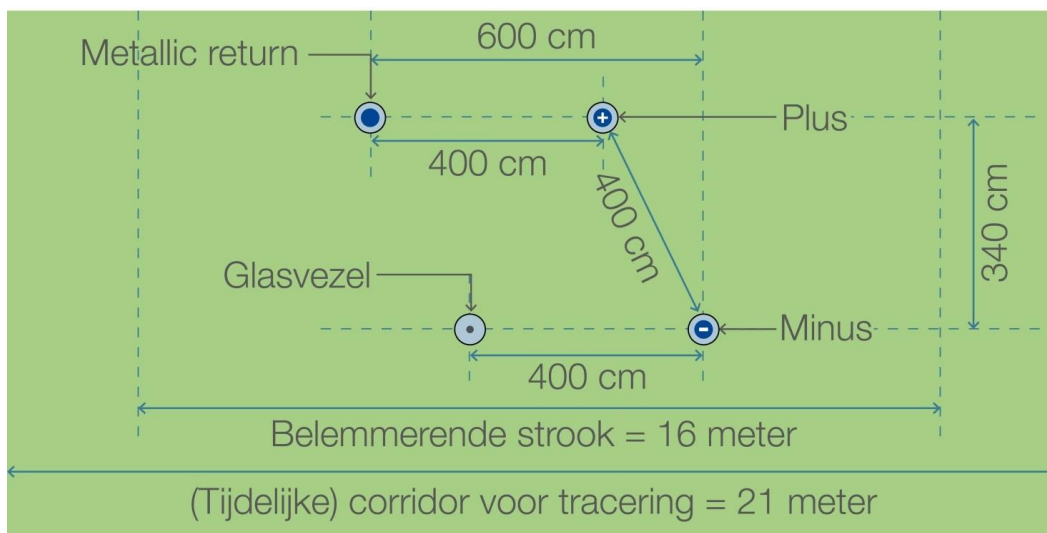 600 cm
Metallic return
Plus
400 cm
400 cm
340 cm
Glasvezel
Minus
400 cm
Belemmerende strook = 16 meter
(Tijdelijke) corridor voor tracering = 21 meter